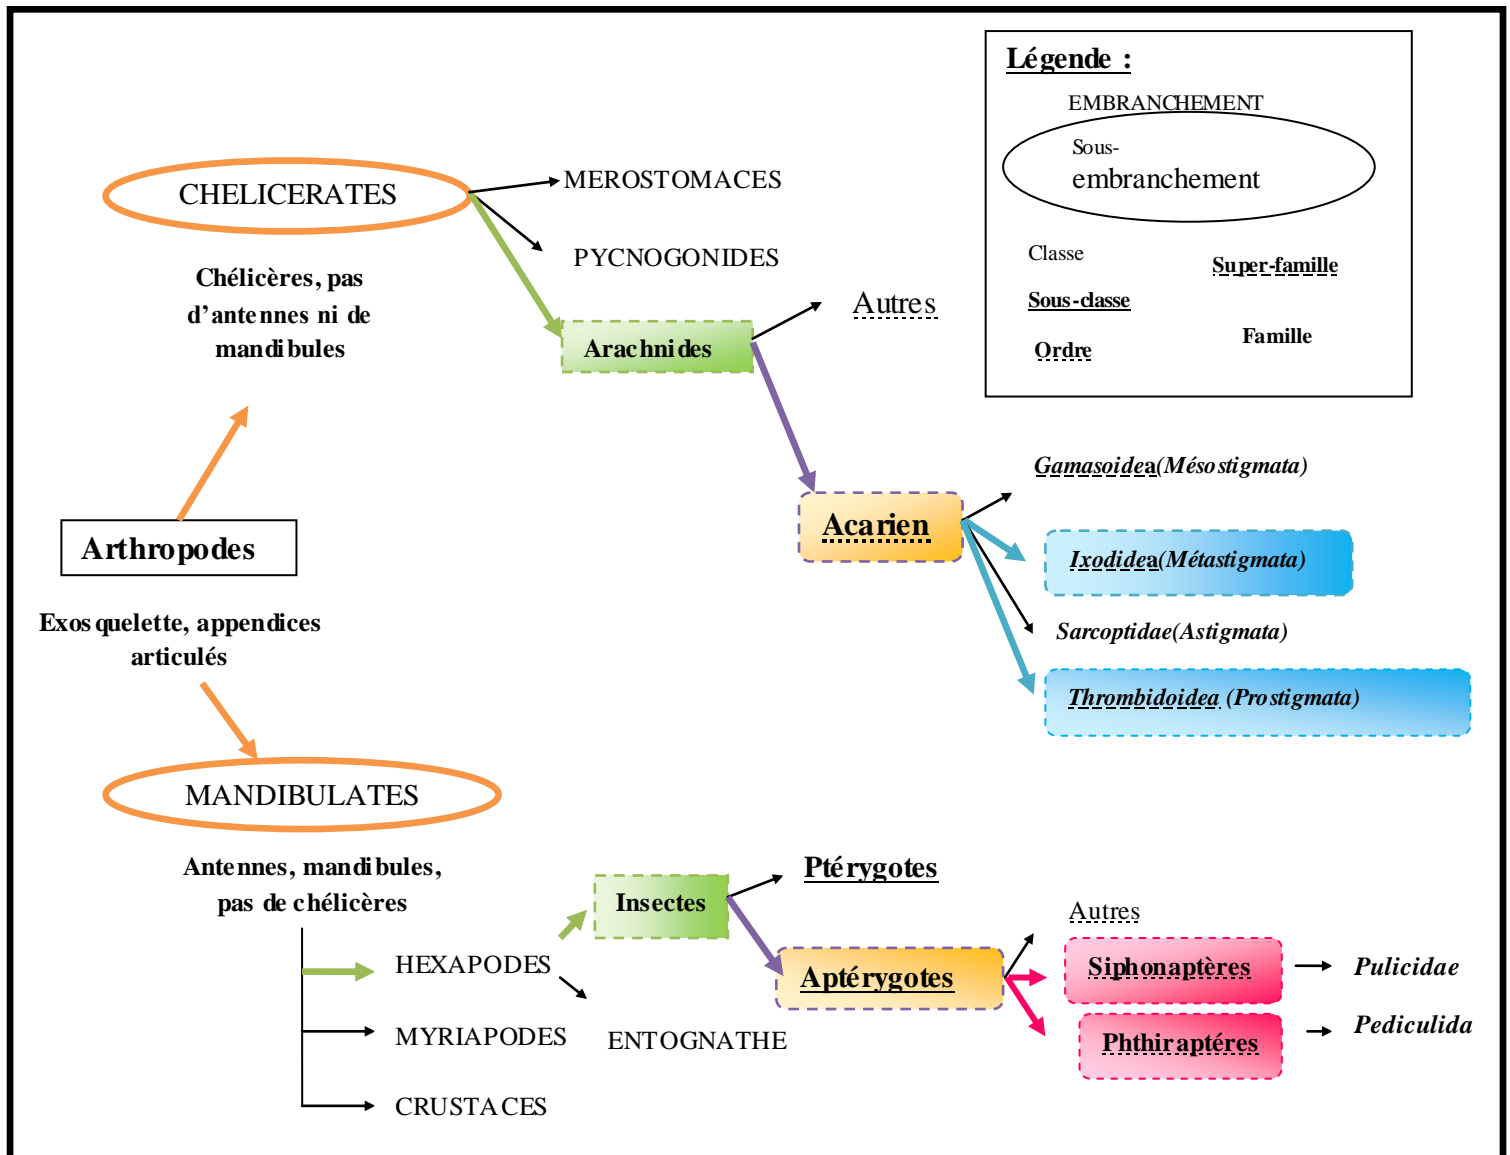 Légende :
EMBRANCHEMENT
Sous-
embranchement
Classe
Super-famille
Sous-classe
Famille
Ordre
CHELICERATES
MEROSTOMACES
PYCNOGONIDES
Chélicères, pas
d’antennes ni de
mandibules
Autres
Arachnides
Gamasoidea(Mésostigmata)
Acarien
Arthropodes
Ixodidea(Métastigmata)
Exosquelette, appendices
articulés
Sarcoptidae(Astigmata)
Thrombidoidea (Prostigmata)
MANDIBULATES
Antennes, mandibules,
pas de chélicères
Ptérygotes
Insectes
Autres
HEXAPODES
Aptérygotes
Siphonaptères
Pulicidae
MYRIAPODES
ENTOGNATHE
Phthiraptéres
Pediculida
CRUSTACES